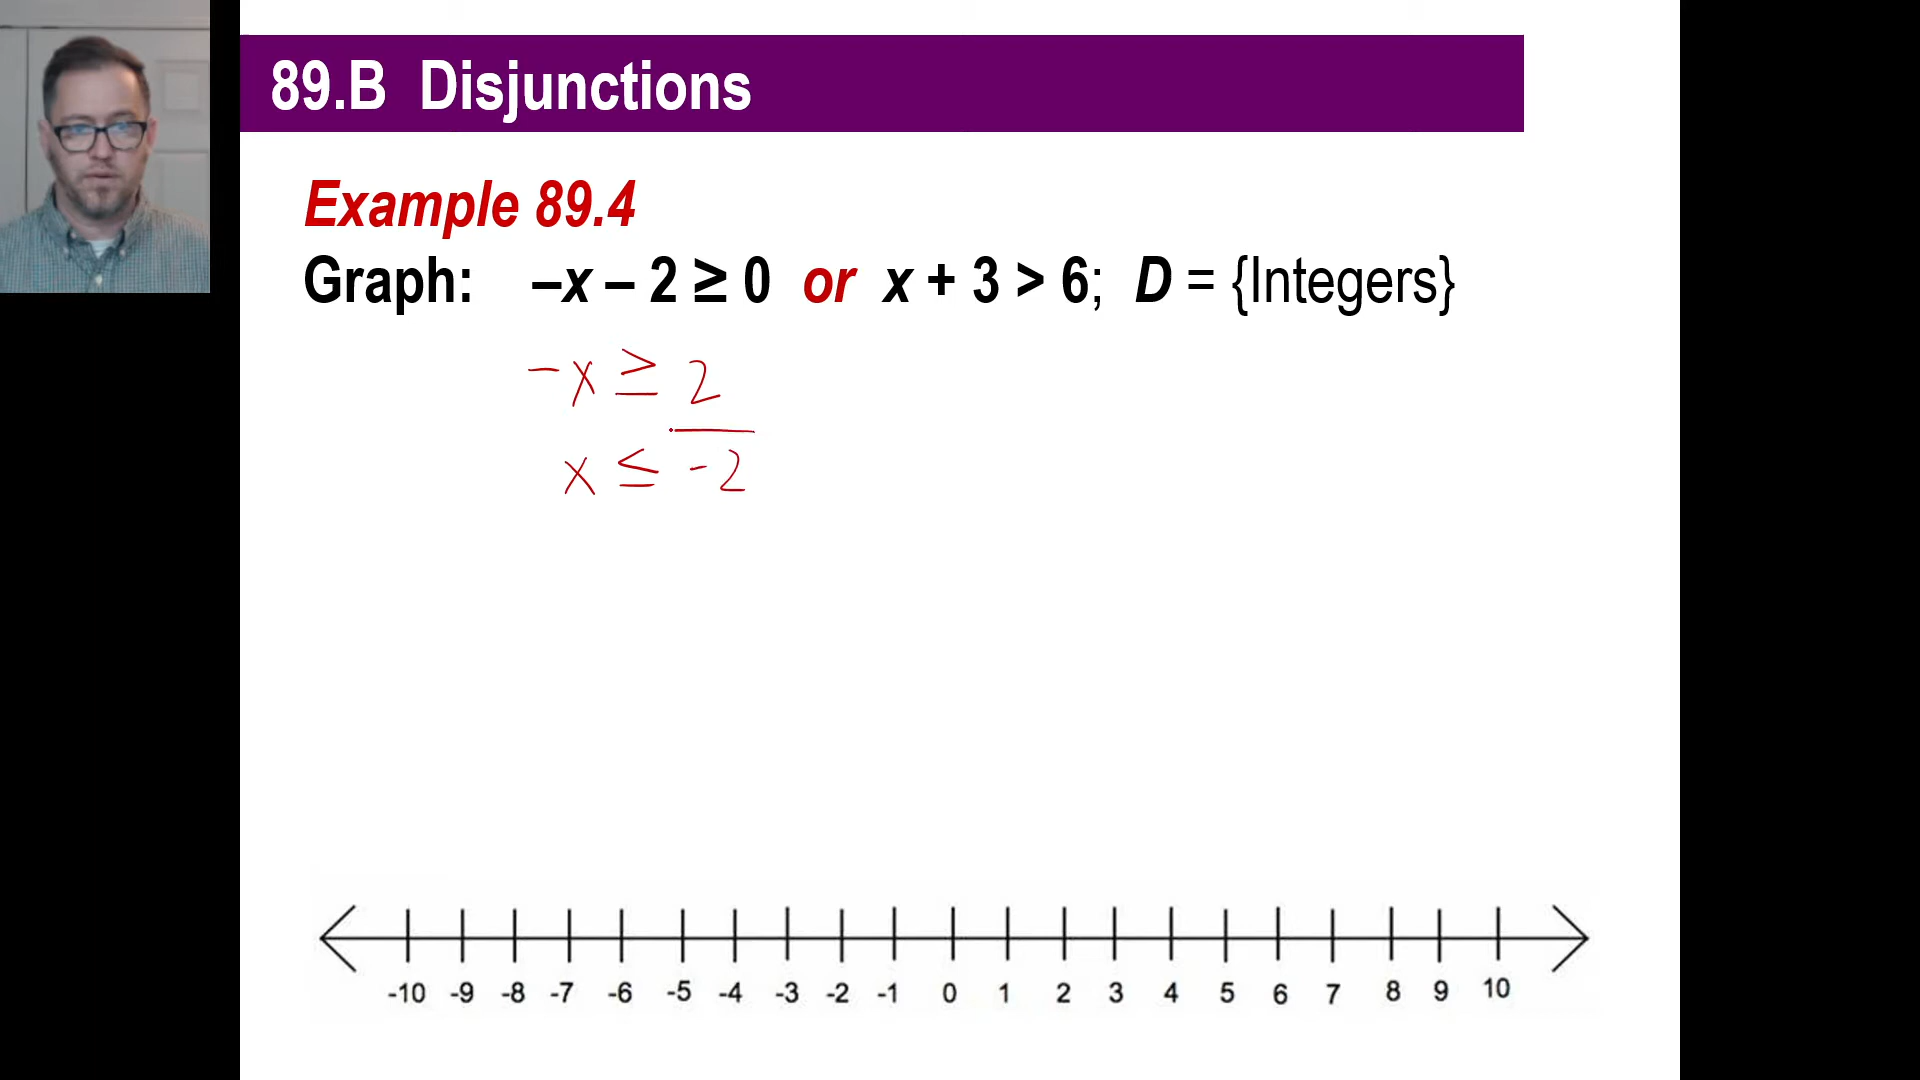 89.B Disjunctions
Example 89.4
Graph: –x – 2 ≥ 0 or x + 3 > 6; D = {Integers}
-x ≥ 2
x ≤ -2
-10 -9 -8 -7 -6 -5 -4 -3 -2 -1 0 1 2 3 4 5 6 7 8 9 10